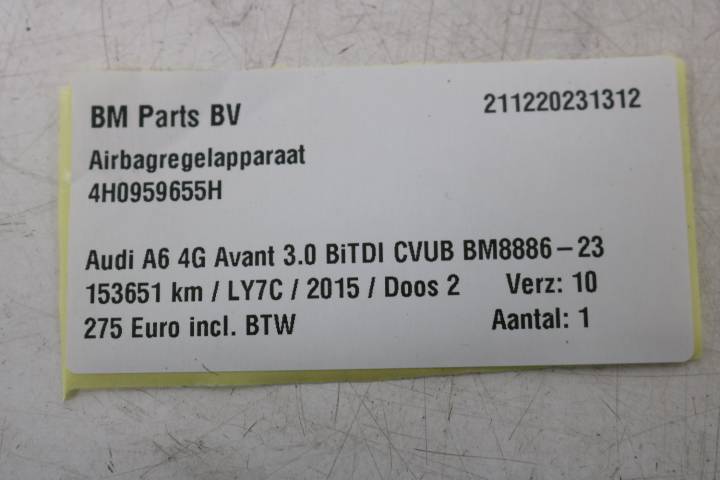 BM Parts BV 211220231312
Airbagregelapparaat
4H0959655H
Audi A6 4G Avant 3.0 BiTDI CVUB BM8886-23
153651 km / LY7C / 2015 / Doos 2 Verz: 10
275 Euro incl. BTW Aantal: 1